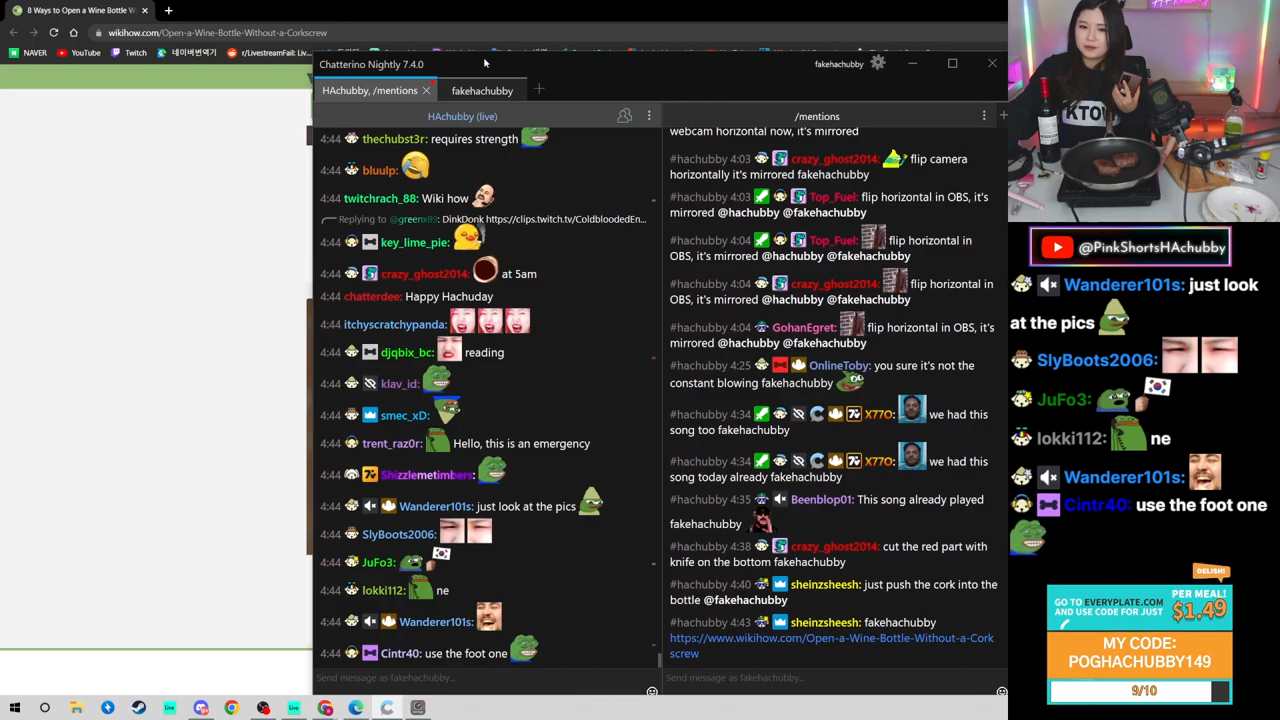 8 Ways to Open a Wine Bottle W
wikihow.com/Open-a-Wine-Bottle-Without-a-Corkscrew
NAVER YouTube Twitch 네이버번역기 r/LivestreamFail: Li
Chatterino Nightly 7.4.0
fakehachubby
HAchubby, /mentions
fakehachubby
HAchubby (live)
4:44 thechubst3r: requires strength
4:44 bluulp:
4:44 twitchrach_88: Wiki how
Replying to @greenx89: DinkDonk https://clips.twitch.tv/ColdbloodedEn...
4:44 key_lime_pie:
4:44 crazy_ghost2014: at 5am
4:44 chatterdee: Happy Hachuday
4:44 itchyscratchypanda:
4:44 djqbix_bc: reading
4:44 klav_id:
4:44 smec_xD:
4:44 trent_raz0r: Hello, this is an emergency
4:44 Shizzlemetimbers:
4:44 Wanderer101s: just look at the pics
4:44 SlyBoots2006:
4:44 JuFo3:
4:44 lokki112: ne
4:44 Wanderer101s:
4:44 Cintr40: use the foot one
Send message as fakehachubby...
/mentions
webcam horizontal now, it's mirrored
#hachubby 4:03 crazy_ghost2014: flip camera
horizontally it's mirrored fakehachubby
#hachubby 4:03 Top_Fuel: flip horizontal in OBS, it's
mirrored @hachubby @fakehachubby
#hachubby 4:04 Top_Fuel: flip horizontal in
OBS, it's mirrored @hachubby @fakehachubby
#hachubby 4:04 crazy_ghost2014: flip horizontal in
OBS, it's mirrored @hachubby @fakehachubby
#hachubby 4:04 GohanEgret: flip horizontal in OBS, it's
mirrored @hachubby @fakehachubby
#hachubby 4:25 OnlineToby: you sure it's not the
constant blowing fakehachubby
#hachubby 4:34 X77O: we had this
song too fakehachubby
#hachubby 4:34 X77O: we had this
song today already fakehachubby
#hachubby 4:35 Beenblop01: This song already played
fakehachubby
#hachubby 4:38 crazy_ghost2014: cut the red part with
knife on the bottom fakehachubby
#hachubby 4:40 sheinzsheesh: just push the cork into the
bottle @fakehachubby
#hachubby 4:43 sheinzsheesh: fakehachubby
https://www.wikihow.com/Open-a-Wine-Bottle-Without-a-Cork
screw
Send message as fakehachubby...
KTO
@PinkShortsHAchubby
Wanderer101s: just look
at the pics
SlyBoots2006:
JuFo3:
lokki112: ne
Wanderer101s:
Cintr40: use the foot one
DELISH!
GO TO EVERYPLATE.COM
AND USE CODE FOR JUST
PER MEAL!
$1.49
MY CODE:
POGHACHUBBY149
9/10